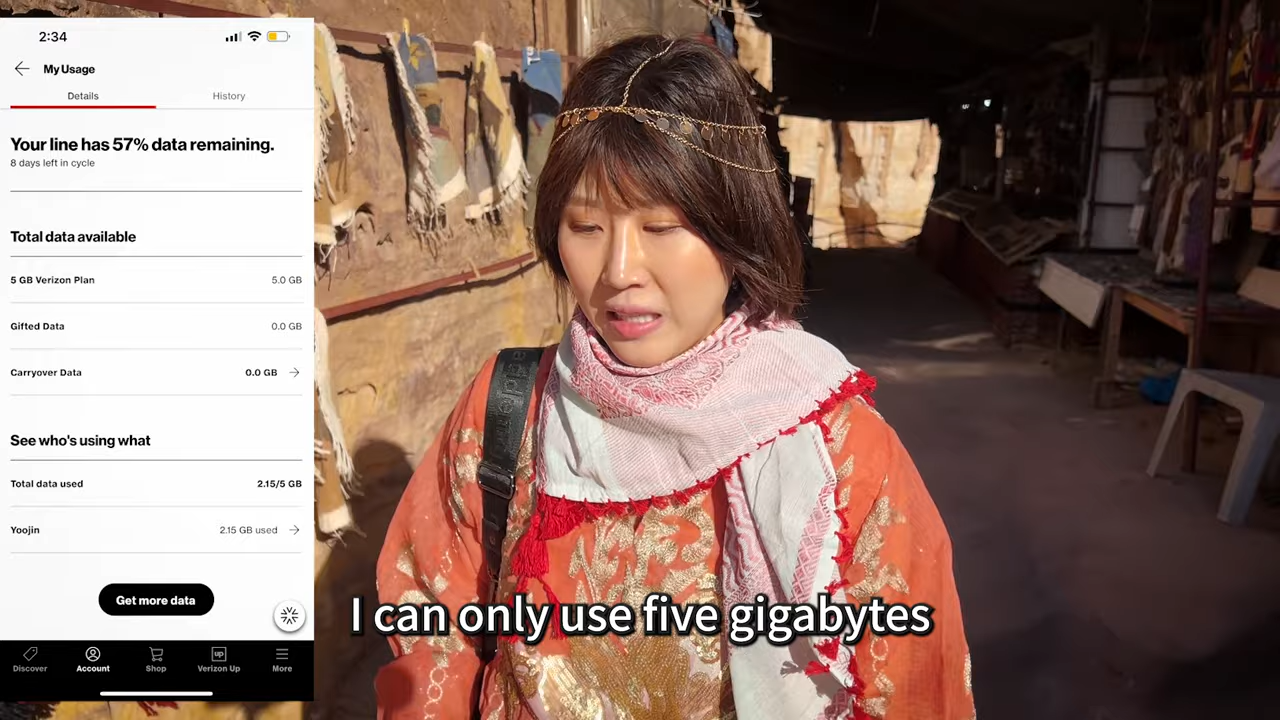 2:34
My Usage
Details History
Your line has 57% data remaining.
8 days left in cycle
Total data available
5 GB Verizon Plan 5.0 GB
Gifted Data 0.0 GB
Carryover Data 0.0 GB
See who's using what
Total data used 2.15/5 GB
Yoojin 2.15 GB used
Get more data
up
Discover Account Shop Verizon Up More
I can only use five gigabytes